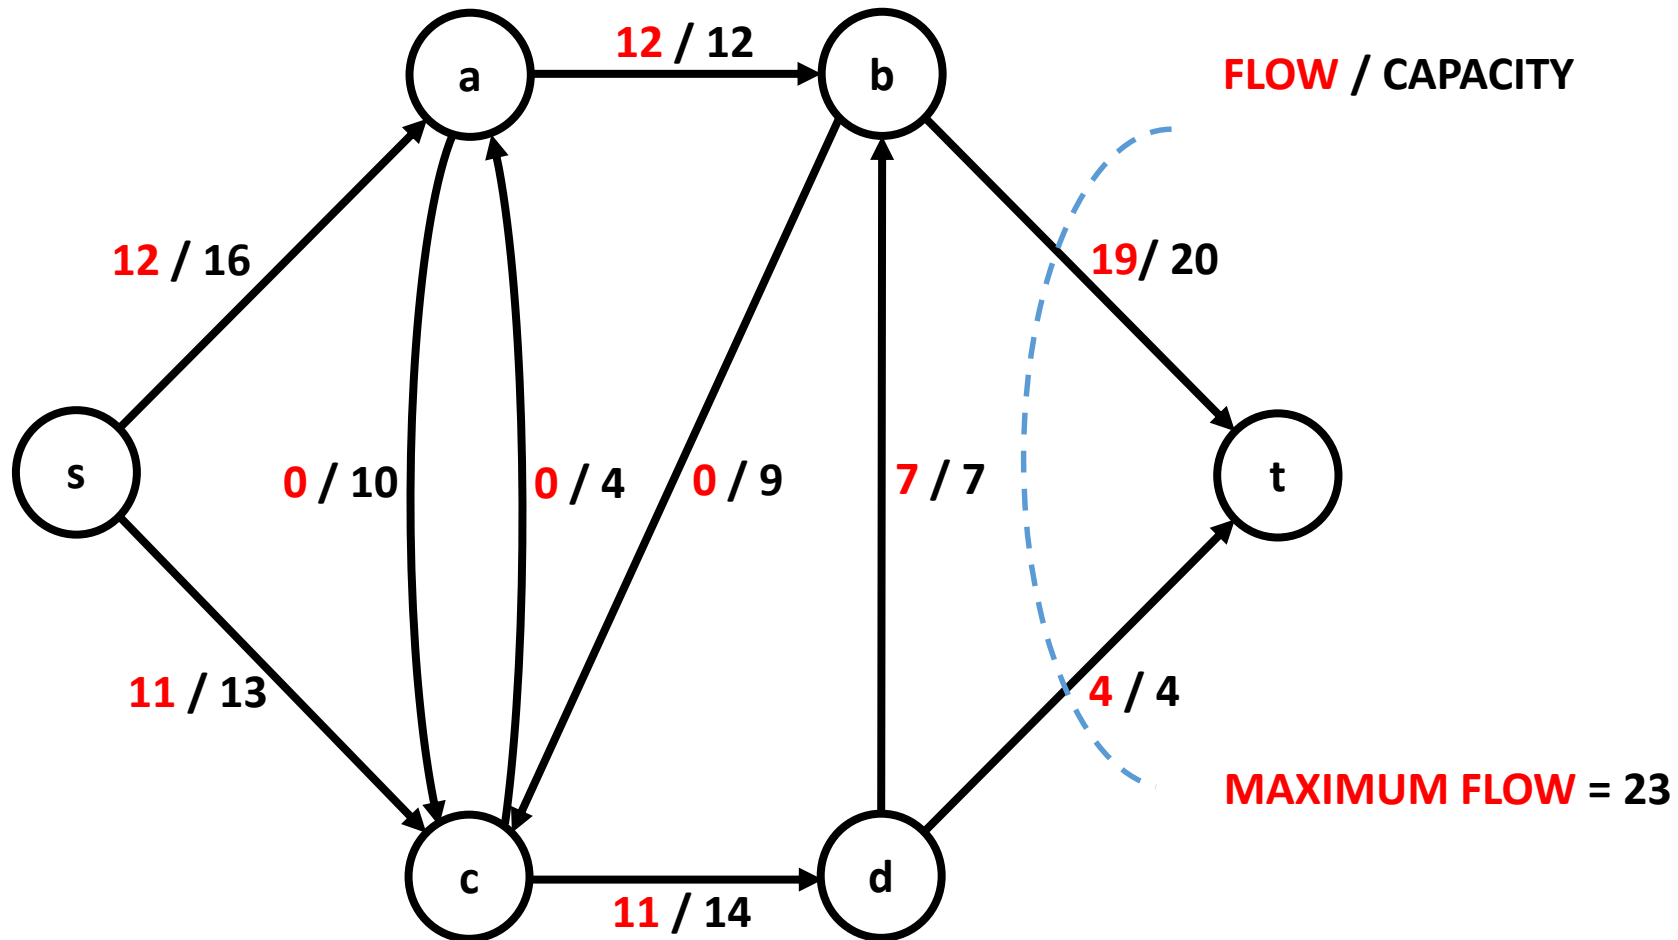 12 / 12
a
b
FLOW / CAPACITY
12 / 16
19/ 20
s
0 / 10
0 / 4
0 / 9
7 / 7
t
11 / 13
4 / 4
MAXIMUM FLOW = 23
c
d
11 / 14